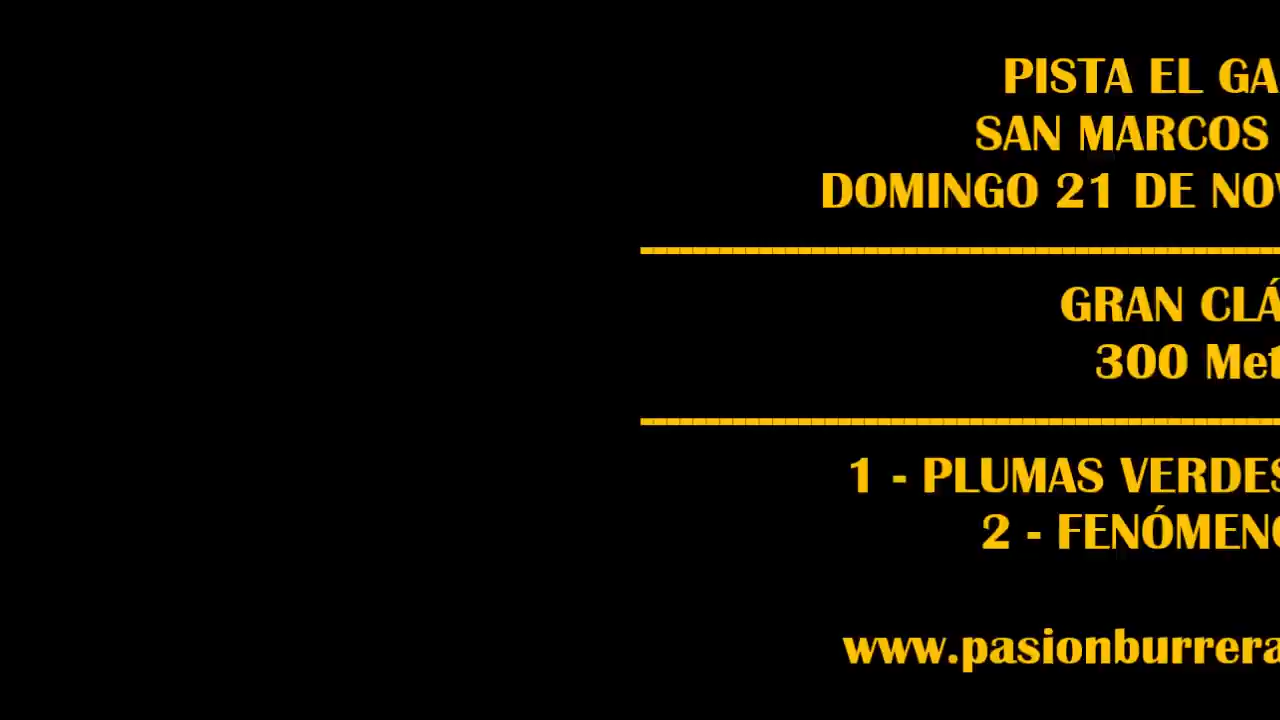 PISTA EL GA
SAN MARCOS
DOMINGO 21 DE NOV
GRAN CLÁ
300 Met
1 - PLUMAS VERDES
2 - FENÓMENO
www.pasionburrera